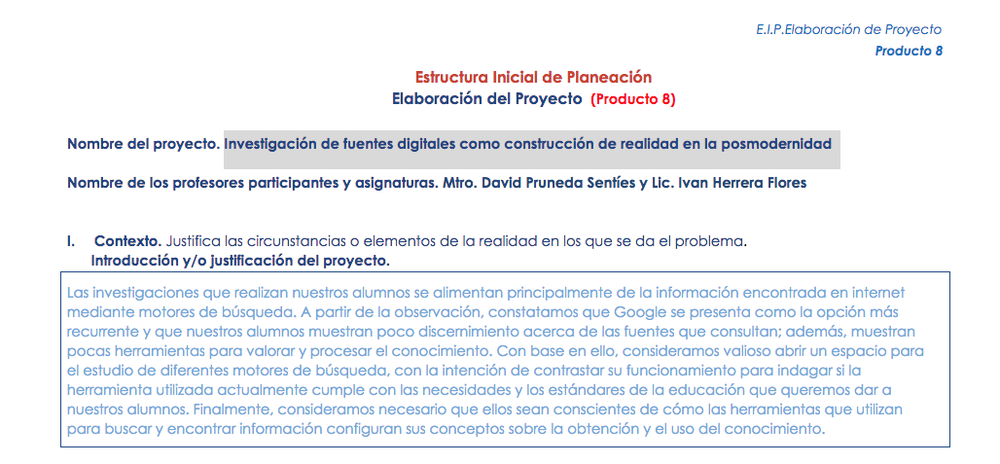 E.I.P.Elaboración de Proyecto
Producto 8
Estructura Inicial de Planeación
Elaboración del Proyecto (Producto 8)
Nombre del proyecto. Investigación de fuentes digitales como construcción de realidad en la posmodernidad
Nombre de los profesores participantes y asignaturas. Mtro. David Pruneda Sentíes y Lic. Ivan Herrera Flores
I. Contexto. Justifica las circunstancias o elementos de la realidad en los que se da el problema.
Introducción y/o justificación del proyecto.
Las investigaciones que realizan nuestros alumnos se alimentan principalmente de la información encontrada en internet
mediante motores de búsqueda. A partir de la observación, constatamos que Google se presenta como la opción más
recurrente y que nuestros alumnos muestran poco discernimiento acerca de las fuentes que consultan; además, muestran
pocas herramientas para valorar y procesar el conocimiento. Con base en ello, consideramos valioso abrir un espacio para
el estudio de diferentes motores de búsqueda, con la intención de contrastar su funcionamiento para indagar si la
herramienta utilizada actualmente cumple con las necesidades y los estándares de la educación que queremos dar a
nuestros alumnos. Finalmente, consideramos necesario que ellos sean conscientes de cómo las herramientas que utilizan
para buscar y encontrar información configuran sus conceptos sobre la obtención y el uso del conocimiento.